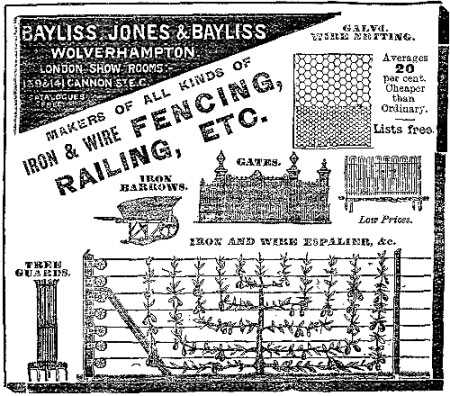 BAYLISS, JONES & BAYLISS
WOLVERHAMPTON.
LONDON SHOW ROOMS:
139 & 141 CANNON ST E.C.
CATALOGUES FREE
MAKERS OF ALL KINDS OF
IRON & WIRE FENCING,
RAILING, ETC.
GALVd.
WIRE NETTING.
Averages
20
per cent.
Cheaper
than
Ordinary.
Lists free.
IRON
BARROWS.
GATES.
Low Prices.
IRON AND WIRE ESPALIER, &c.
TREE
GUARDS.